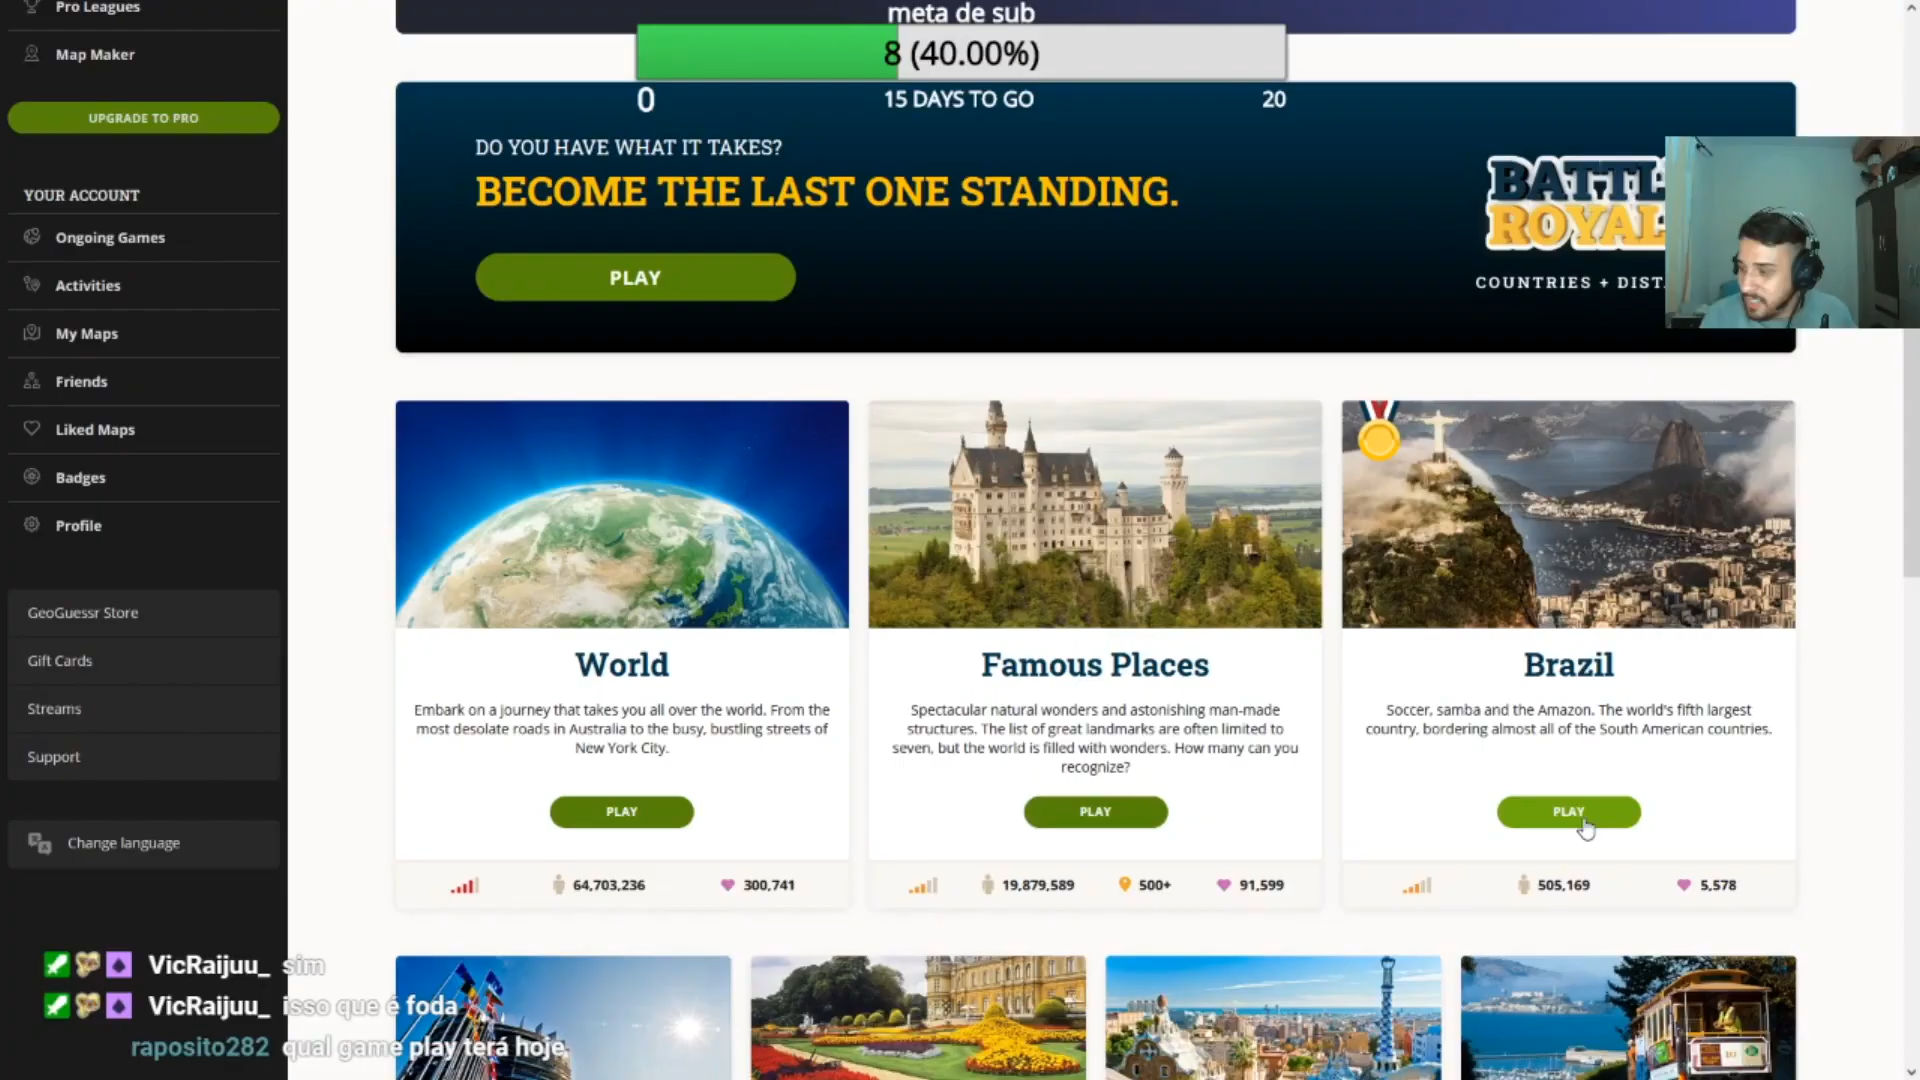 Pro Leagues
Map Maker
UPGRADE TO PRO
YOUR ACCOUNT
Ongoing Games
Activities
My Maps
Friends
Liked Maps
Badges
Profile
GeoGuessr Store
Gift Cards
Streams
Support
Change language
meta de sub
8 (40.00%)
0
15 DAYS TO GO
20
DO YOU HAVE WHAT IT TAKES?
BECOME THE LAST ONE STANDING.
PLAY
COUNTRIES +
World
Embark on a journey that takes you all over the world. From the
most desolate roads in Australia to the busy, bustling streets of
New York City.
PLAY
64,703,236
300,741
Famous Places
Spectacular natural wonders and astonishing man-made
structures. The list of great landmarks are often limited to
seven, but the world is filled with wonders. How many can you
recognize?
PLAY
19,879,589
500+
91,599
Brazil
Soccer, samba and the Amazon. The world's fifth largest
country, bordering almost all of the South American countries.
PLAY
505,169
5,578
VicRaijuu_ sim
VicRaijuu_ isso que é foda
raposito282 qual game play terá hoje